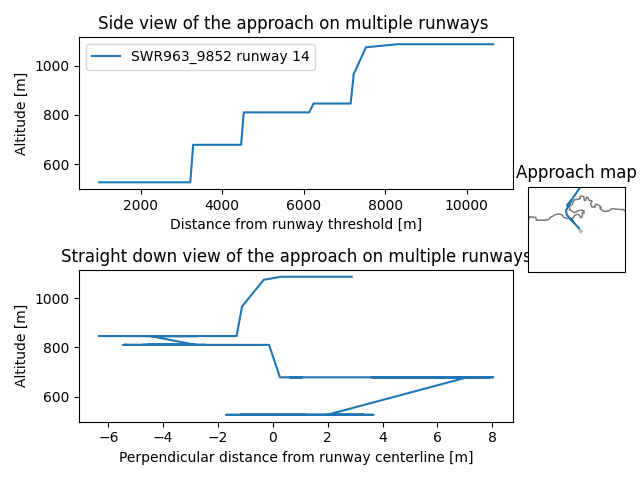 Side view of the approach on multiple runways
SWR963_9852 runway 14
Altitude [m]
1000
800
600
2000 4000 6000 8000 10000
Distance from runway threshold [m]
Approach map
Straight down view of the approach on multiple runways
Altitude [m]
1000
800
600
−6 −4 −2 0 2 4 6 8
Perpendicular distance from runway centerline [m]